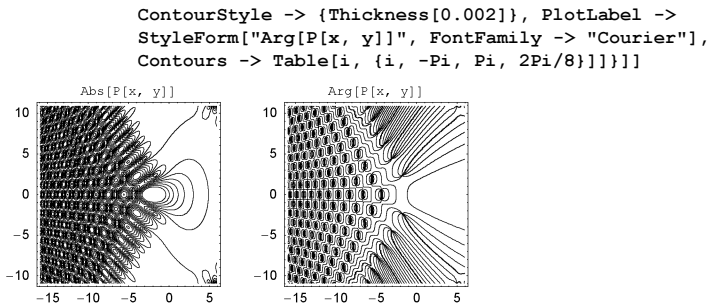 ContourStyle -> {Thickness[0.002]}, PlotLabel ->
StyleForm["Arg[P[x, y]]", FontFamily -> "Courier"],
Contours -> Table[i, {i, -Pi, Pi, 2Pi/8}]]}]]
Abs[P[x, y]] Arg[P[x, y]]
10 10
5 5
0 0
−5 −5
−10 −10
−15 −10 −5 0 5 −15 −10 −5 0 5